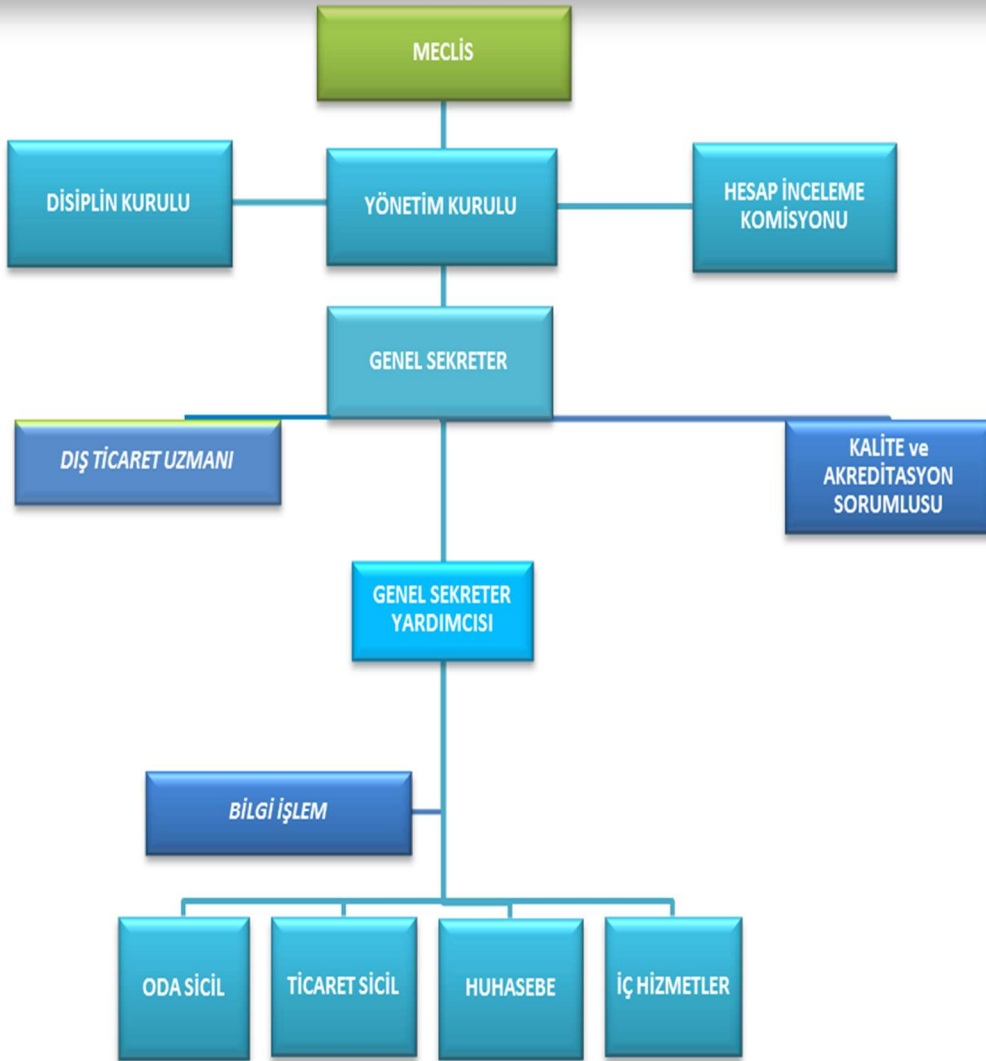 MECLİS
DİSİPLİN KURULU
YÖNETİM KURULU
HESAP İNCELEME
KOMİSYONU
GENEL SEKRETER
DIŞ TİCARET UZMANI
KALİTE ve
AKREDİTASYON
SORUMLUSU
GENEL SEKRETER
YARDIMCISI
BİLGİ İŞLEM
ODA SİCİL
TİCARET SİCİL
HUHASEBE
İÇ HİZMETLER